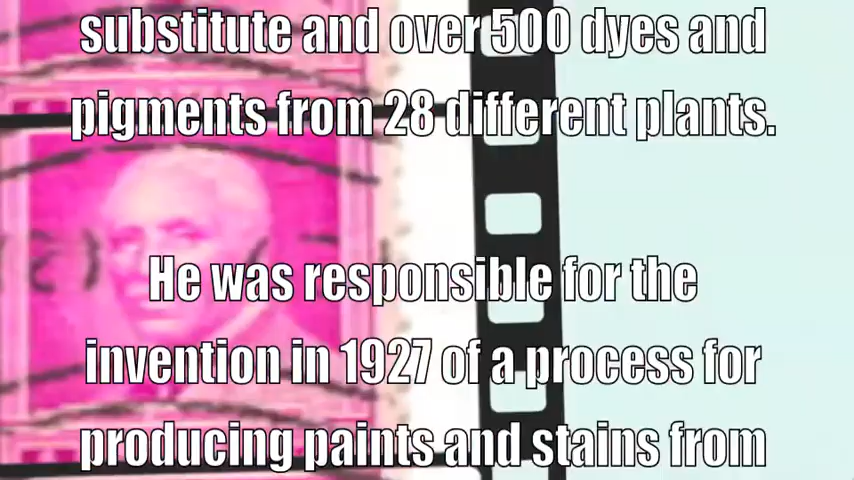 substitute and over 500 dyes and
pigments from 28 different plants.
He was responsible for the
invention in 1927 of a process for
producing paints and stains from